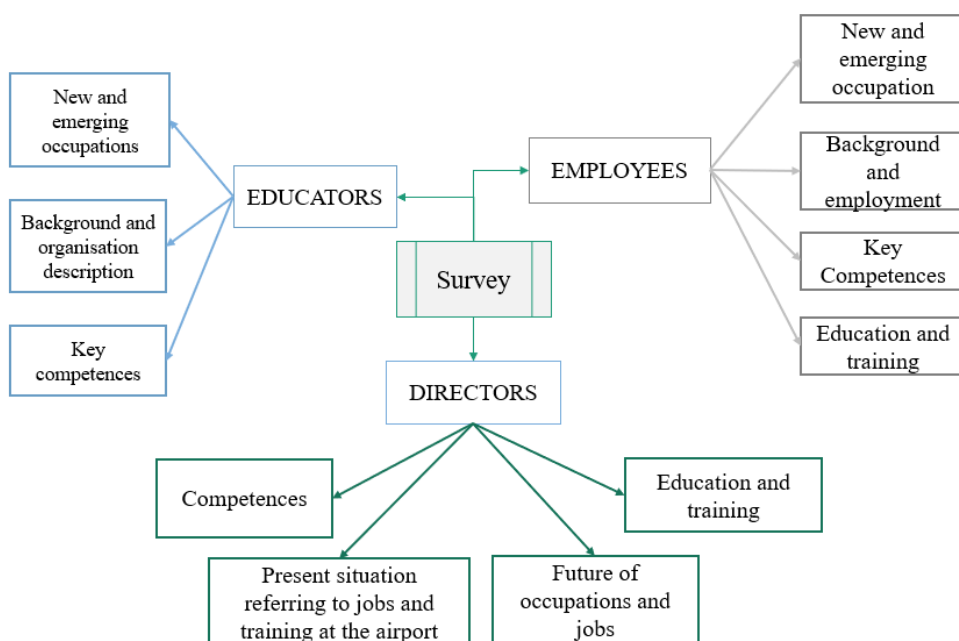 New and
emerging
occupations
Background and
organisation
description
Key
competences
EDUCATORS
Survey
EMPLOYEES
New and
emerging
occupation
Background
and
employment
Key
Competences
Education and
training
DIRECTORS
Competences
Present situation
referring to jobs and
training at the airport
Future of
occupations and
jobs
Education and
training